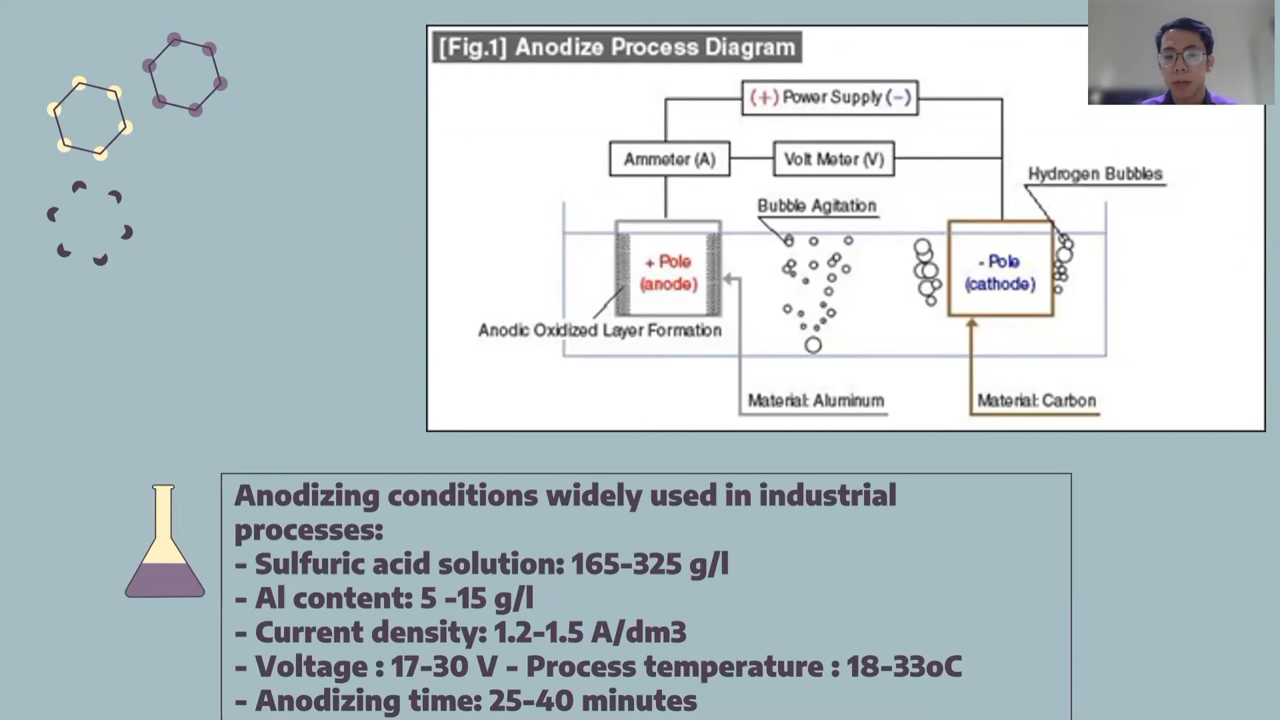 [Fig.1] Anodize Process Diagram
(+) Power Supply (-)
Ammeter (A)
Volt Meter (V)
Hydrogen Bubbles
Bubble Agitation
+ Pole
(anode)
- Pole
(cathode)
Anodic Oxidized Layer Formation
Material: Aluminum
Material: Carbon
Anodizing conditions widely used in industrial
processes:
- Sulfuric acid solution: 165-325 g/l
- Al content: 5 -15 g/l
- Current density: 1.2-1.5 A/dm3
- Voltage : 17-30 V - Process temperature : 18-33oC
- Anodizing time: 25-40 minutes